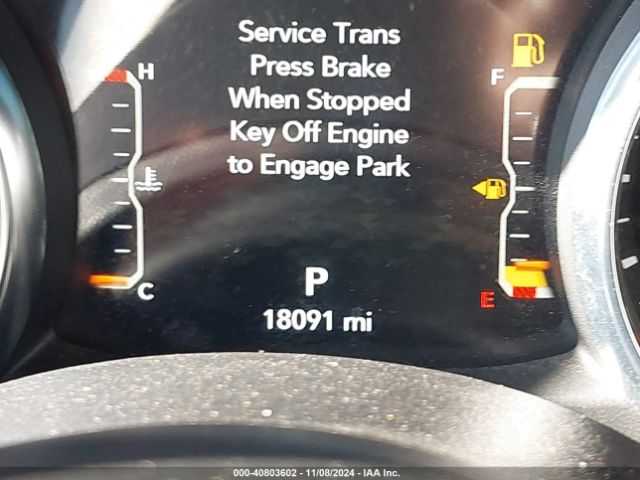 Service Trans
Press Brake
When Stopped
Key Off Engine
to Engage Park
H
F
C
E
P
18091 mi
000-40803602 - 11/08/2024 - IAA Inc.